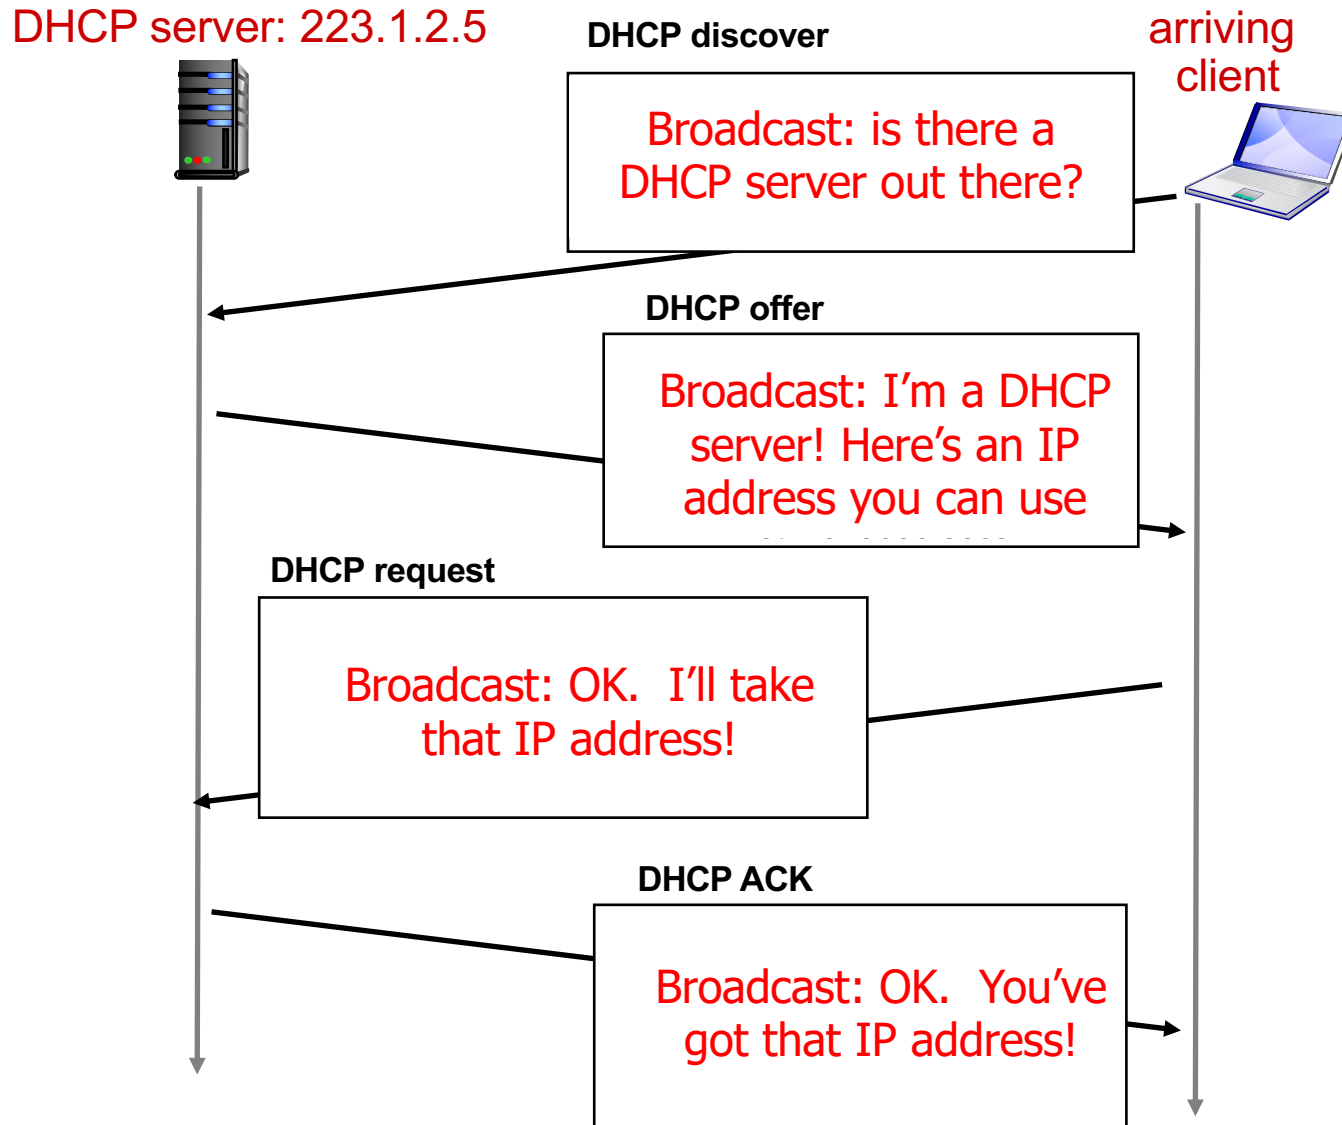 DHCP server: 223.1.2.5
DHCP discover
arriving
client
Broadcast: is there a
DHCP server out there?
DHCP offer
Broadcast: I’m a DHCP
server! Here’s an IP
address you can use
DHCP request
Broadcast: OK.  I’ll take
that IP address!
DHCP ACK
Broadcast: OK.  You’ve
got that IP address!